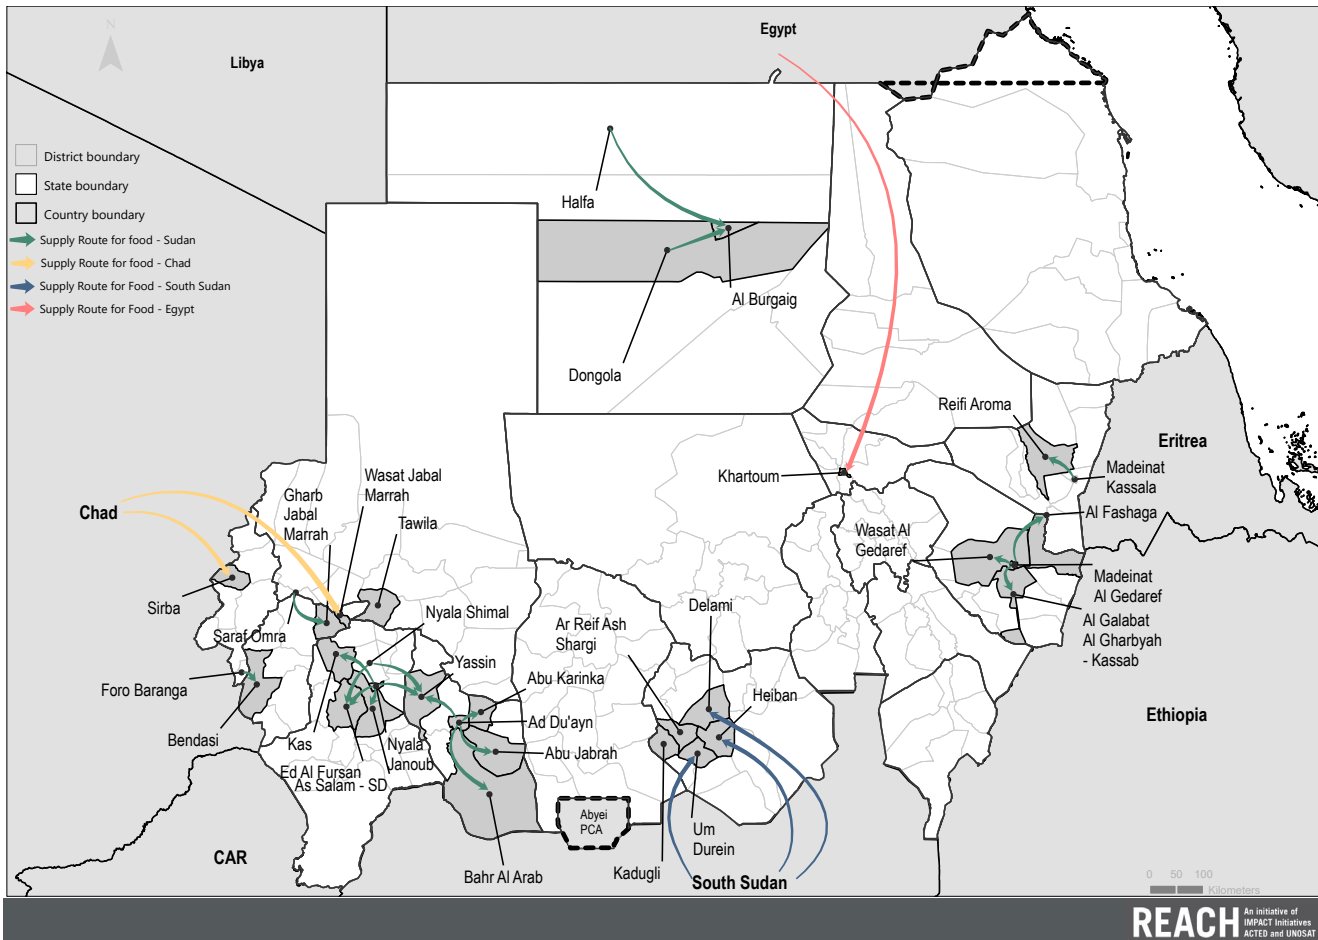 N
Egypt
Libya
District boundary
State boundary
Country boundary
Supply Route for food - Sudan
Supply Route for food - Chad
Supply Route for Food - South Sudan
Supply Route for Food - Egypt
Halfa
Al Burgaig
Dongola
Reifi Aroma
Eritrea
Khartoum
Madeinat
Kassala
Al Fashaga
Wasat Al
Gedaref
Madeinat
Al Gedaref
Al Galabat
Al Gharbyah
- Kassab
Ethiopia
Chad
Gharb
Jabal
Marrah
Wasat Jabal
Marrah
Tawila
Sirba
Saraf Omra
Nyala Shimal
Yassin
Foro Baranga
Bendasi
Kas
Ed Al Fursan
As Salam - SD
Nyala
Janoub
Abu Karinka
Ad Du'ayn
Abu Jabrah
Bahr Al Arab
Ar Reif Ash
Shargi
Delami
Heiban
Um
Durein
Kadugli
South Sudan
Abyei
PCA
CAR
0 50 100
Kilometers
REACH
An initiative of
IMPACT Initiatives
ACTED and UNOSAT